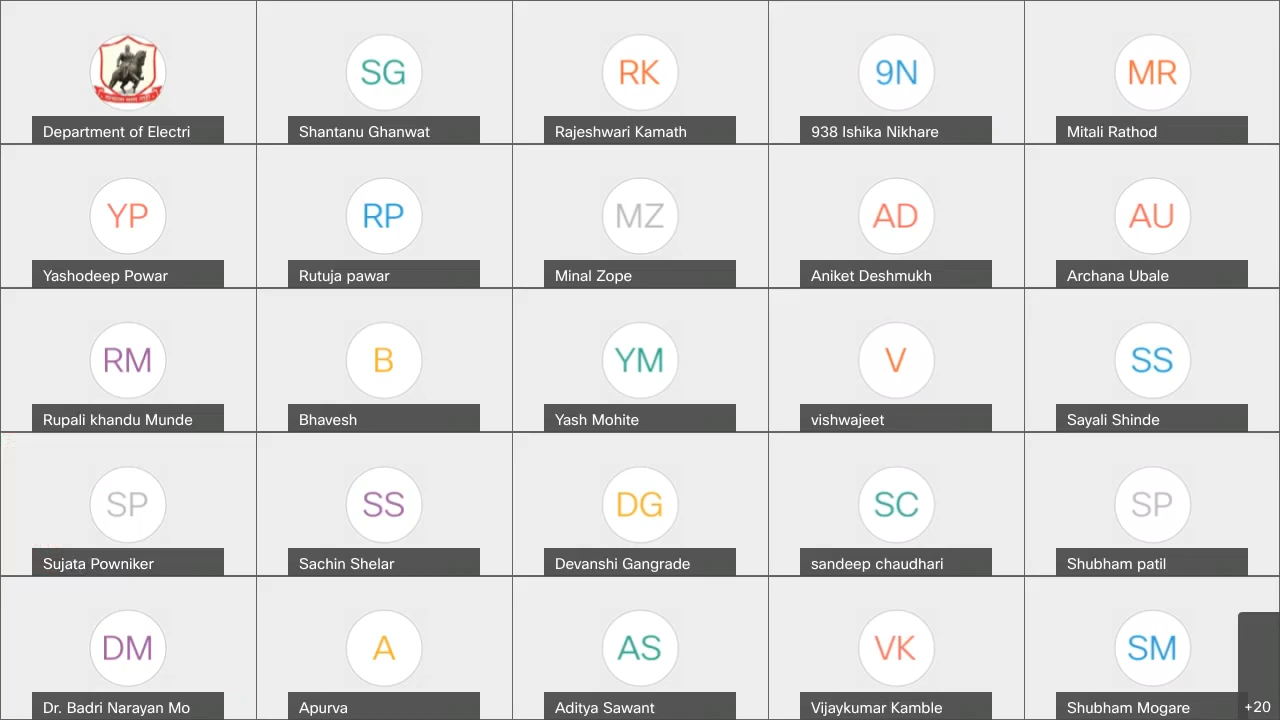 Department of Electri
SG
Shantanu Ghanwat
RK
Rajeshwari Kamath
9N
938 Ishika Nikhare
MR
Mitali Rathod
YP
Yashodeep Powar
RP
Rutuja pawar
MZ
Minal Zope
AD
Aniket Deshmukh
AU
Archana Ubale
RM
Rupali khandu Munde
B
Bhavesh
YM
Yash Mohite
V
vishwajeet
SS
Sayali Shinde
SP
Sujata Powniker
SS
Sachin Shelar
DG
Devanshi Gangrade
SC
sandeep chaudhari
SP
Shubham patil
DM
Dr. Badri Narayan Mo
A
Apurva
AS
Aditya Sawant
VK
Vijaykumar Kamble
SM
Shubham Mogare
+20